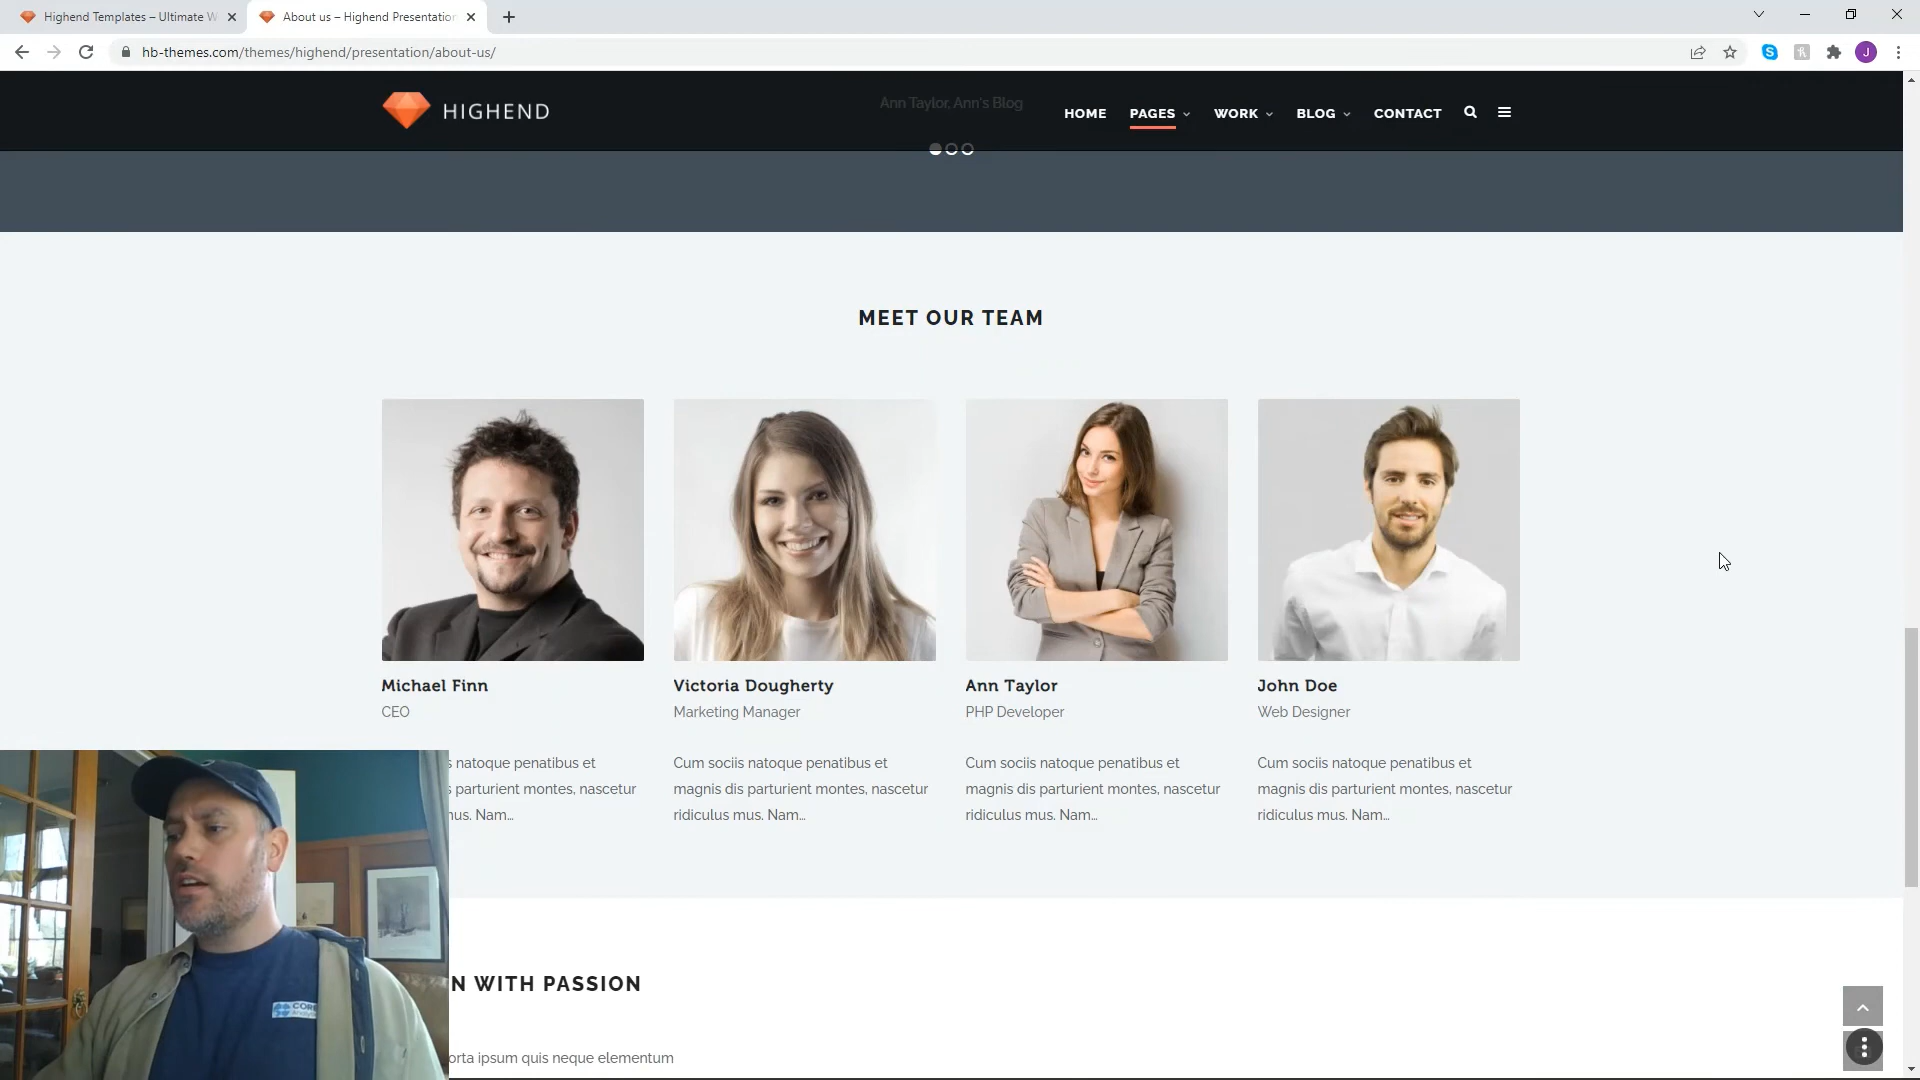 Highend Templates – Ultimate W
About us – Highend Presentation
hb-themes.com/themes/highend/presentation/about-us/
J
HIGHEND
Ann Taylor, Ann's Blog
HOME
PAGES
WORK
BLOG
CONTACT
MEET OUR TEAM
Michael Finn
CEO
s natoque penatibus et
s parturient montes, nascetur
nus. Nam...
Victoria Dougherty
Marketing Manager
Cum sociis natoque penatibus et
magnis dis parturient montes, nascetur
ridiculus mus. Nam...
Ann Taylor
PHP Developer
Cum sociis natoque penatibus et
magnis dis parturient montes, nascetur
ridiculus mus. Nam...
John Doe
Web Designer
Cum sociis natoque penatibus et
magnis dis parturient montes, nascetur
ridiculus mus. Nam...
N WITH PASSION
orta ipsum quis neque elementum